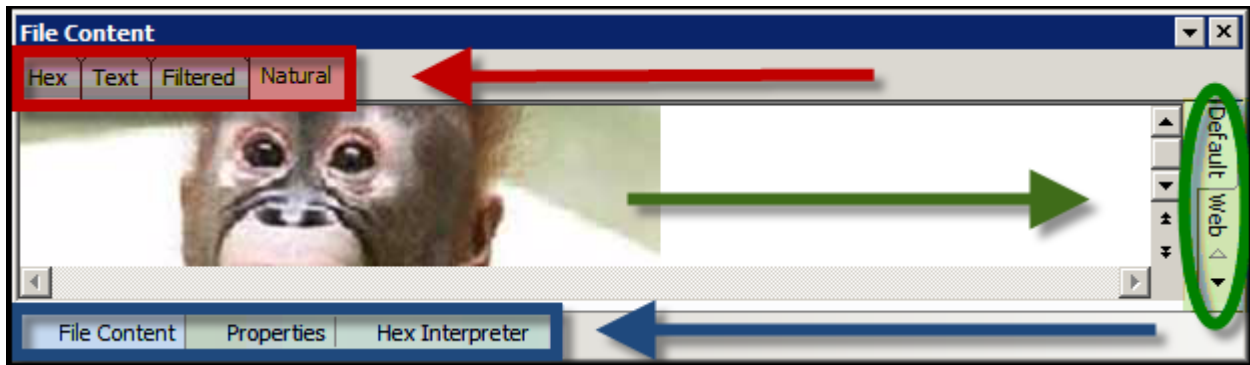 File Content
Hex Text Filtered Natural
Default Web
File Content Properties Hex Interpreter